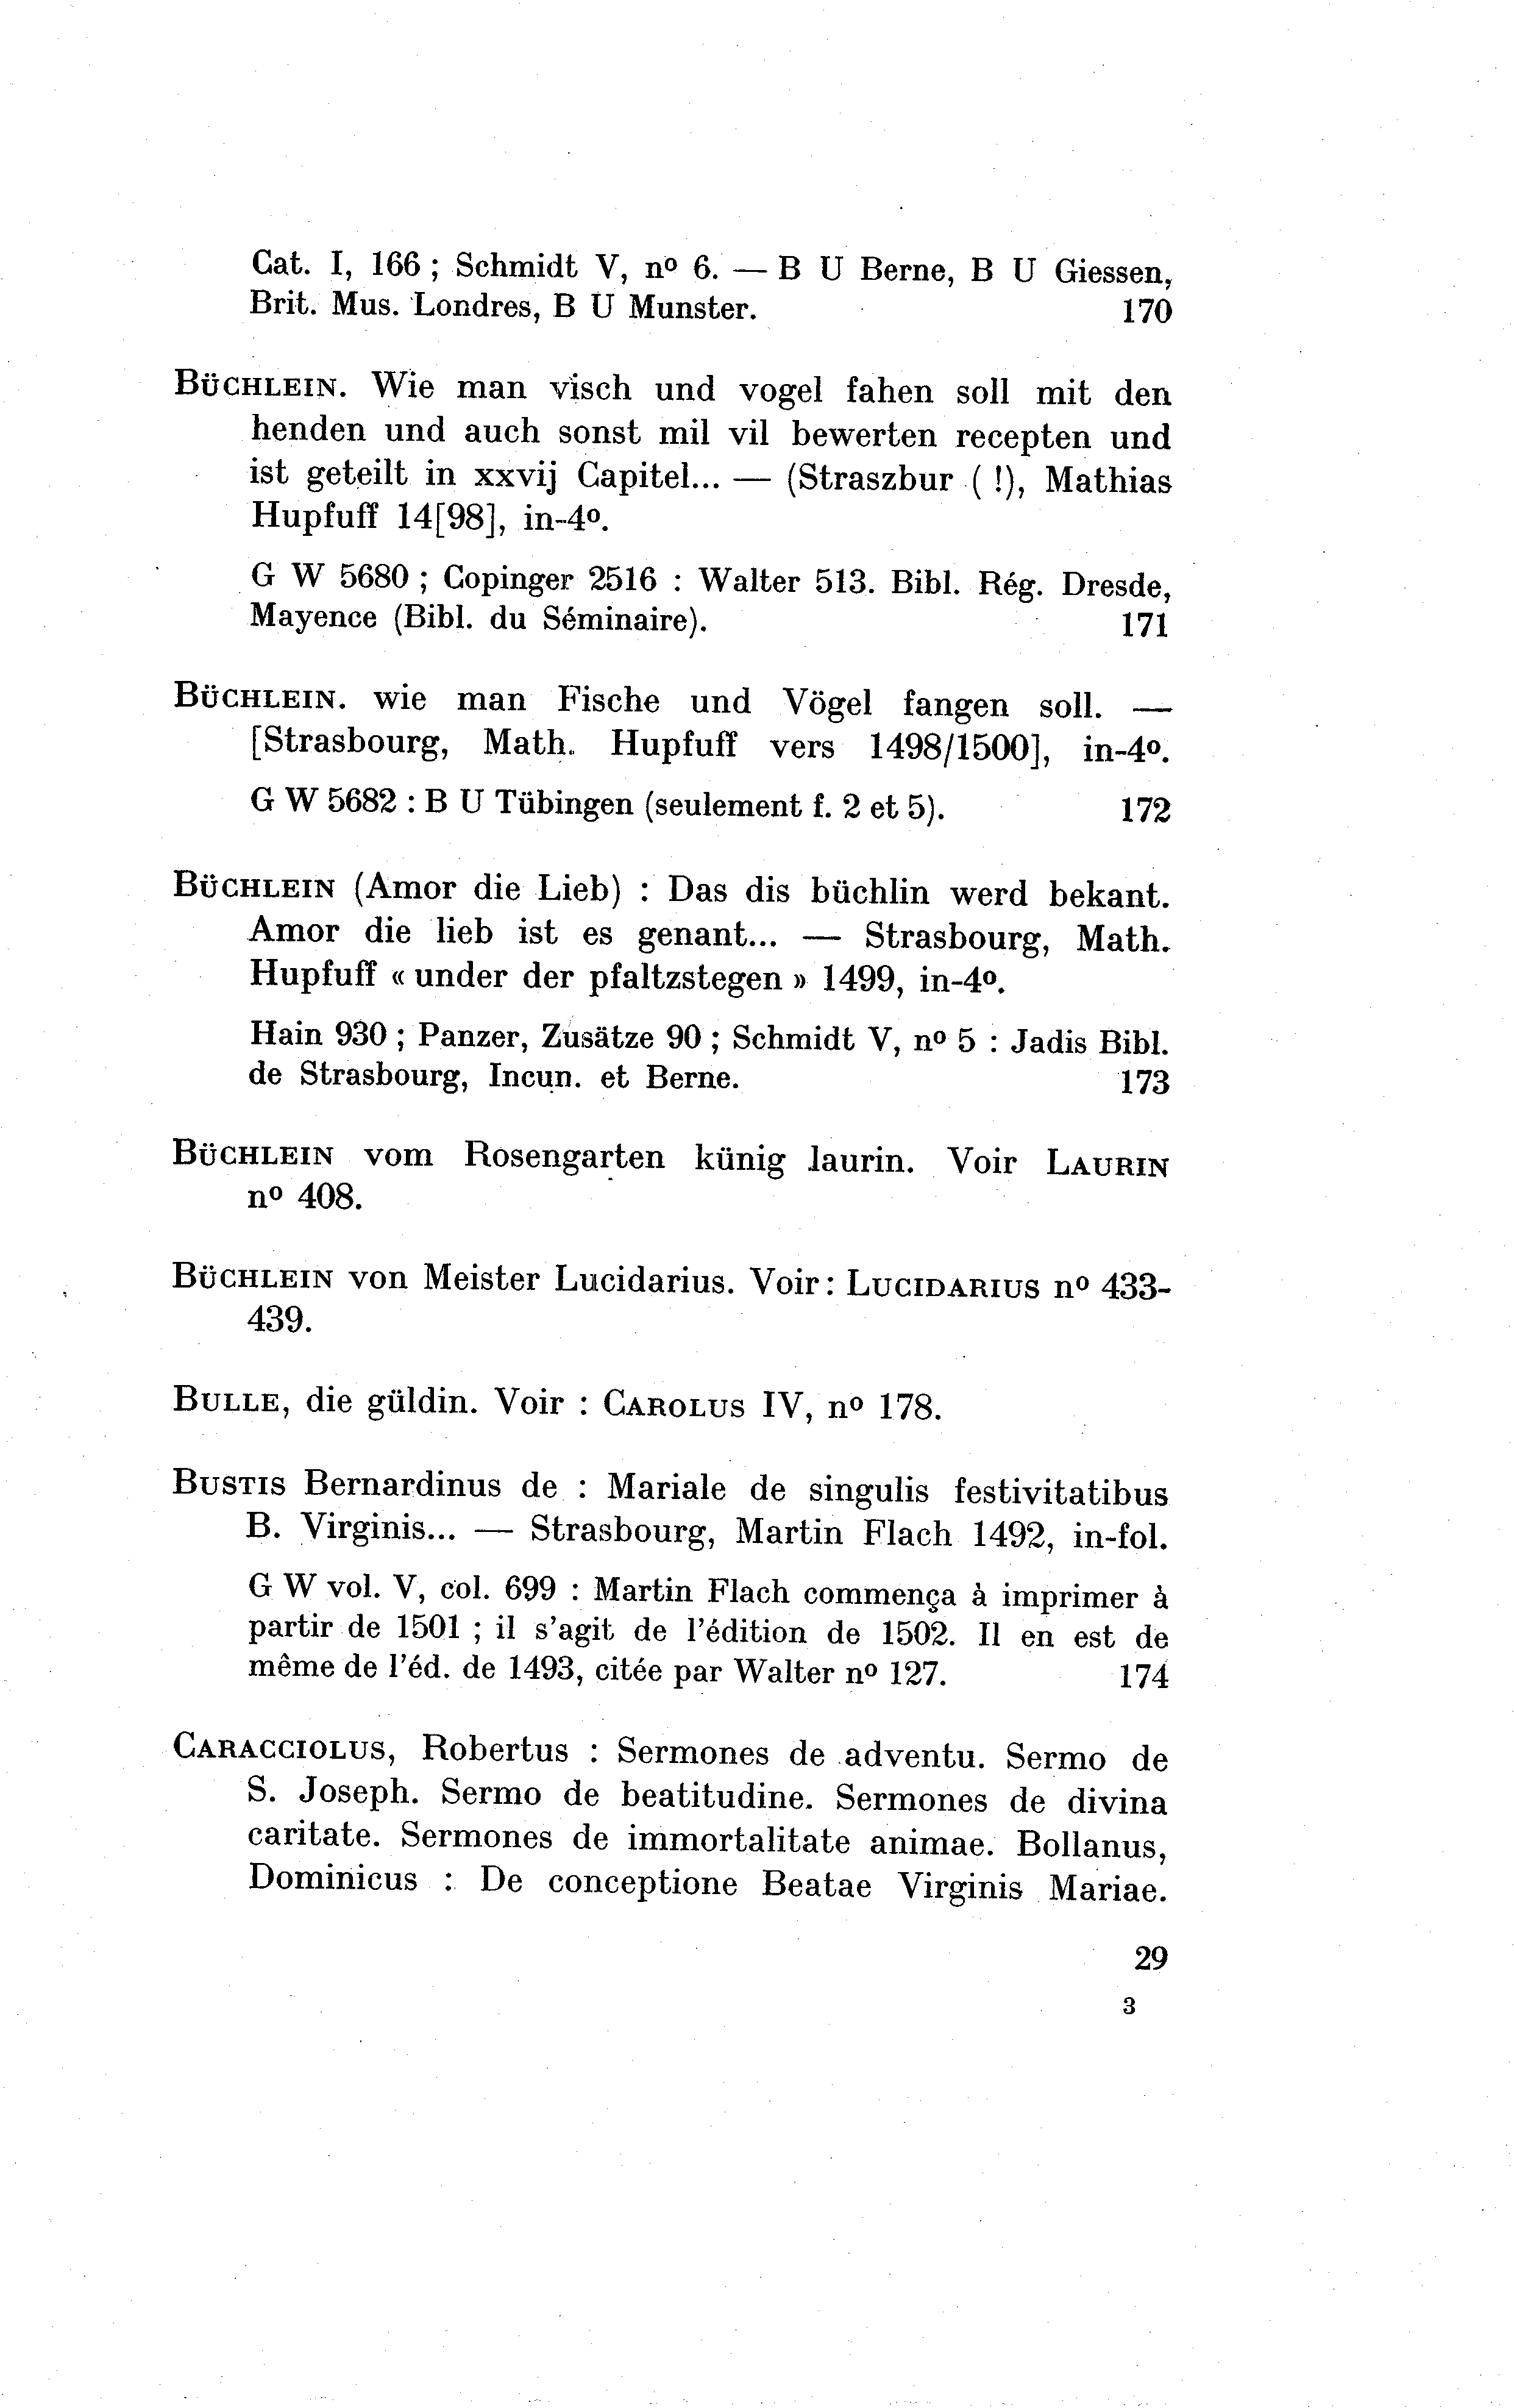 Cat. I, 166 ; Schmidt V, nº 6. — B U Berne, B U Giessen,
Brit. Mus. Londres, B U Munster. 170
BÜCHLEIN. Wie man visch und vogel fahen soll mit den
henden und auch sonst mil vil bewerten recepten und
ist geteilt in xxvij Capitel... — (Straszbur ( !), Mathias
Hupfuff 14[98], in-4º.
G W 5680 ; Copinger 2516 : Walter 513. Bibl. Rég. Dresde,
Mayence (Bibl. du Séminaire). 171
BÜCHLEIN. wie man Fische und Vögel fangen soll. —
[Strasbourg, Math. Hupfuff vers 1498/1500], in-4º.
G W 5682 : B U Tübingen (seulement f. 2 et 5). 172
BÜCHLEIN (Amor die Lieb) : Das dis büchlin werd bekant.
Amor die lieb ist es genant... — Strasbourg, Math.
Hupfuff « under der pfaltzstegen » 1499, in-4º.
Hain 930 ; Panzer, Zusätze 90 ; Schmidt V, nº 5 : Jadis Bibl.
de Strasbourg, Incun. et Berne. 173
BÜCHLEIN vom Rosengarten künig laurin. Voir LAURIN
nº 408.
BÜCHLEIN von Meister Lucidarius. Voir : LUCIDARIUS nº 433-
439.
BULLE, die güldin. Voir : CAROLUS IV, nº 178.
BUSTIS Bernardinus de : Mariale de singulis festivitatibus
B. Virginis... — Strasbourg, Martin Flach 1492, in-fol.
G W vol. V, col. 699 : Martin Flach commença à imprimer à
partir de 1501 ; il s'agit de l'édition de 1502. Il en est de
même de l'éd. de 1493, citée par Walter nº 127. 174
CARACCIOLUS, Robertus : Sermones de adventu. Sermo de
S. Joseph. Sermo de beatitudine. Sermones de divina
caritate. Sermones de immortalitate animae. Bollanus,
Dominicus : De conceptione Beatae Virginis Mariae.
29
3